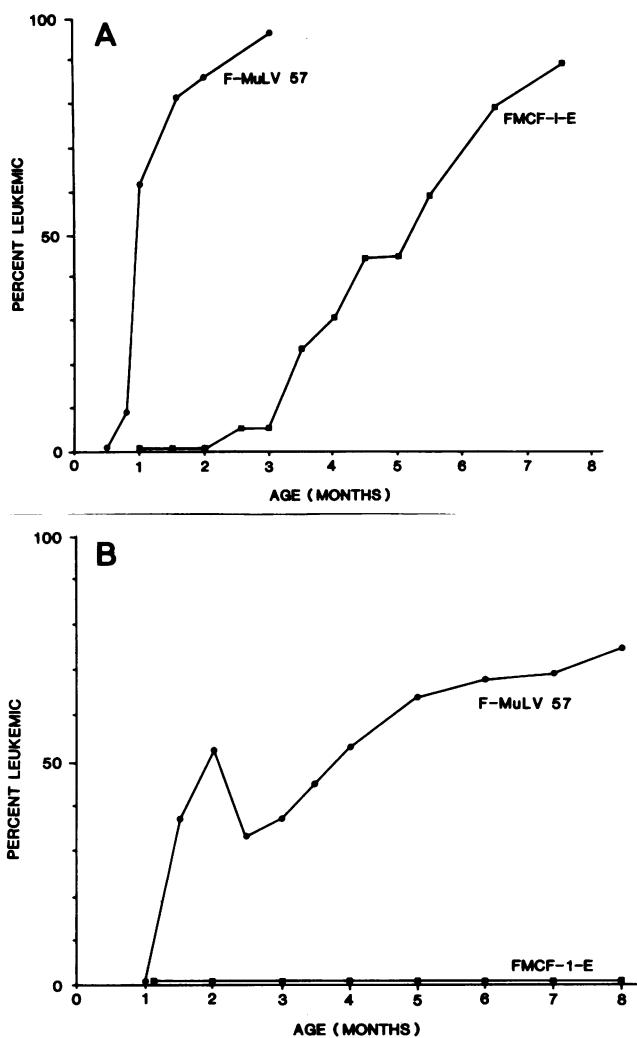 A
100
F-MuLV 57
FMCF-I-E
PERCENT LEUKEMIC
50
0
0 1 2 3 4 5 6 7 8
AGE (MONTHS)
B
100
F-MuLV 57
PERCENT LEUKEMIC
50
FMCF-1-E
0
0 1 2 3 4 5 6 7 8
AGE (MONTHS)